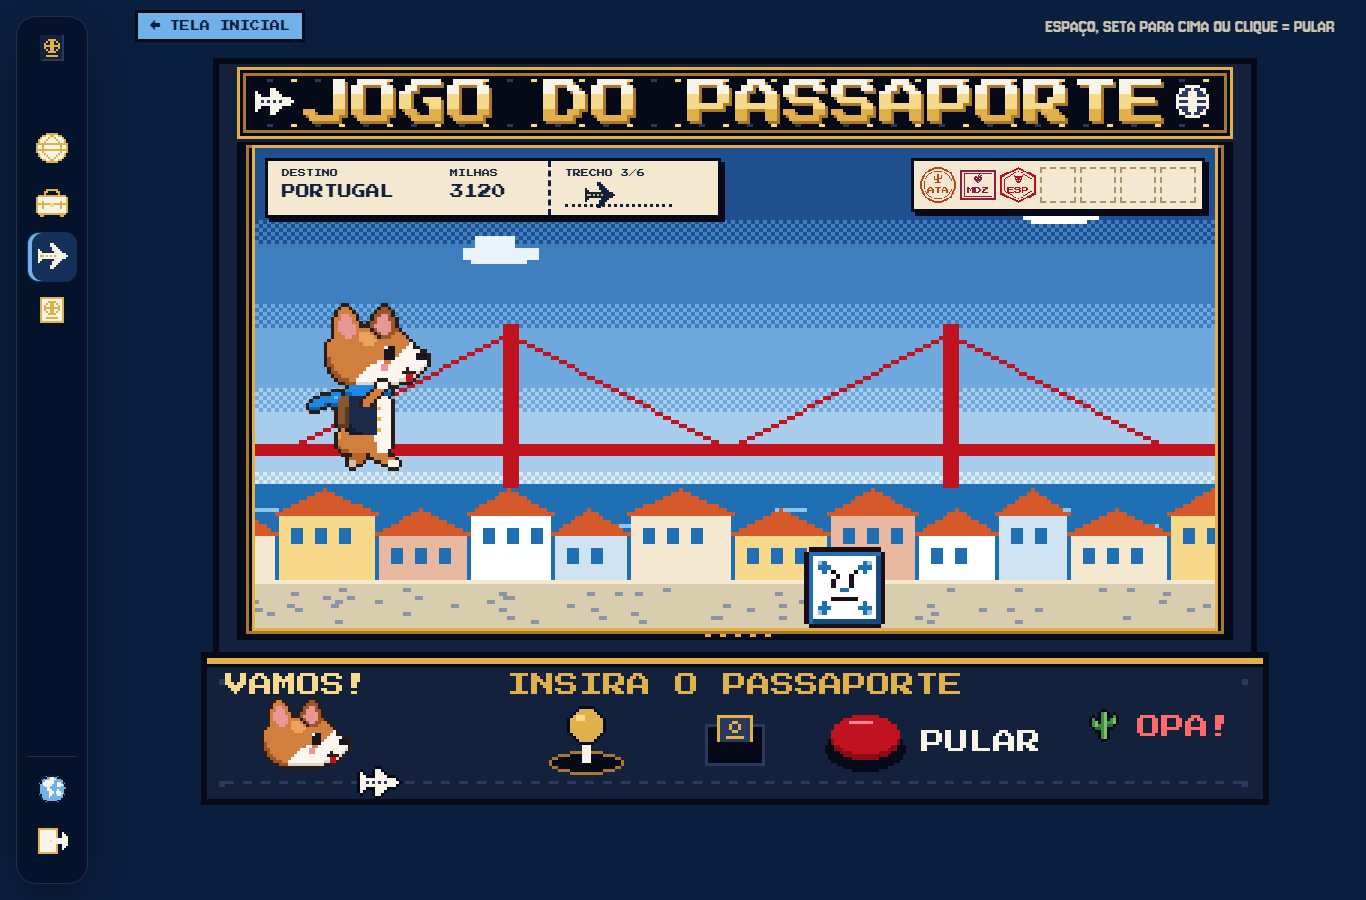 TELA INICIAL
ESPAÇO, SETA PARA CIMA OU CLIQUE = PULAR
JOGO DO PASSAPORTE
DESTINO
PORTUGAL
MILHAS
3120
TRECHO 3/6
ATA
MDZ
ESP
VAMOS!
INSIRA O PASSAPORTE
PULAR
OPA!